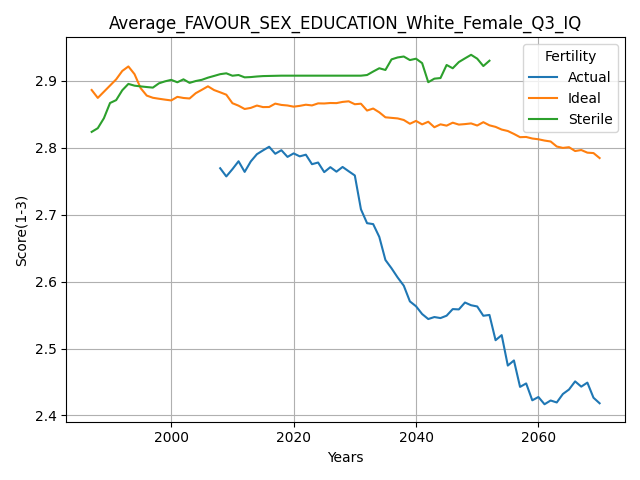 Average_FAVOUR_SEX_EDUCATION_White_Female_Q3_IQ
Fertility
Actual
Ideal
Sterile
Score(1-3)
2.9
2.8
2.7
2.6
2.5
2.4
2000 2020 2040 2060
Years